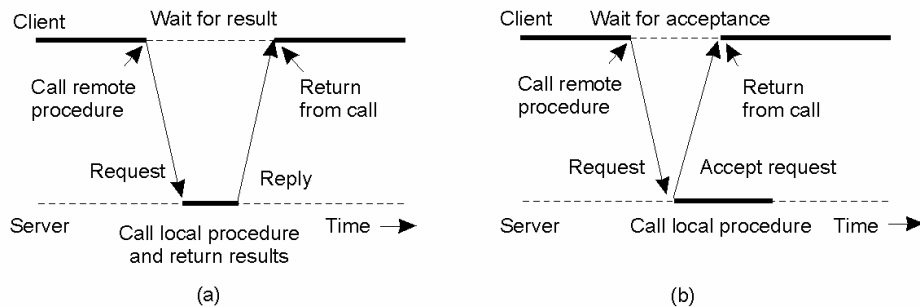 Client
Wait for result
Call remote
procedure
Return
from call
Request
Reply
Server
Call local procedure
and return results
Time
(a)
Client
Wait for acceptance
Call remote
procedure
Return
from call
Request
Accept request
Server
Call local procedure
Time
(b)